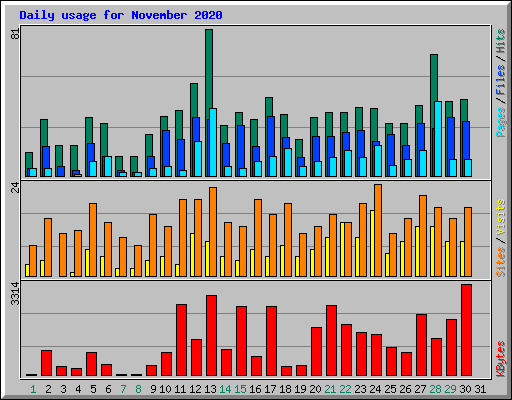 Daily usage for November 2020
81
Pages / Files / Hits
24
Sites / Visits
3314
KBytes
1 2 3 4 5 6 7 8 9 10 11 12 13 14 15 16 17 18 19 20 21 22 23 24 25 26 27 28 29 30 31